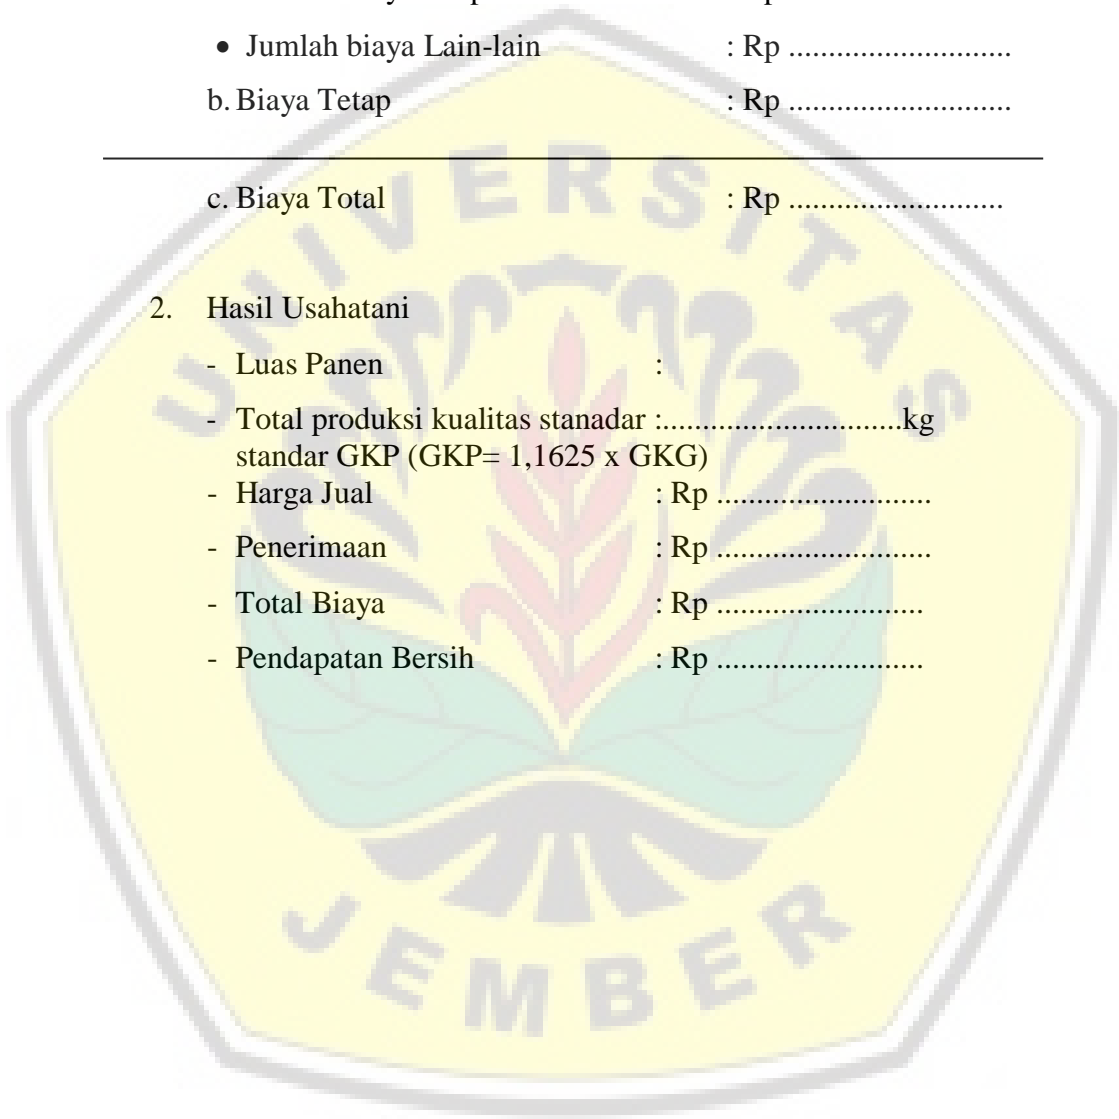 • Jumlah biaya Lain-lain : Rp ............................
b. Biaya Tetap : Rp ............................
c. Biaya Total : Rp ...........................
2. Hasil Usahatani
- Luas Panen :
- Total produksi kualitas stanadar :..............................kg
standar GKP (GKP= 1,1625 x GKG)
- Harga Jual : Rp ...........................
- Penerimaan : Rp ...........................
- Total Biaya : Rp ..........................
- Pendapatan Bersih : Rp ..........................
UNIVERSITAS
JEMBER